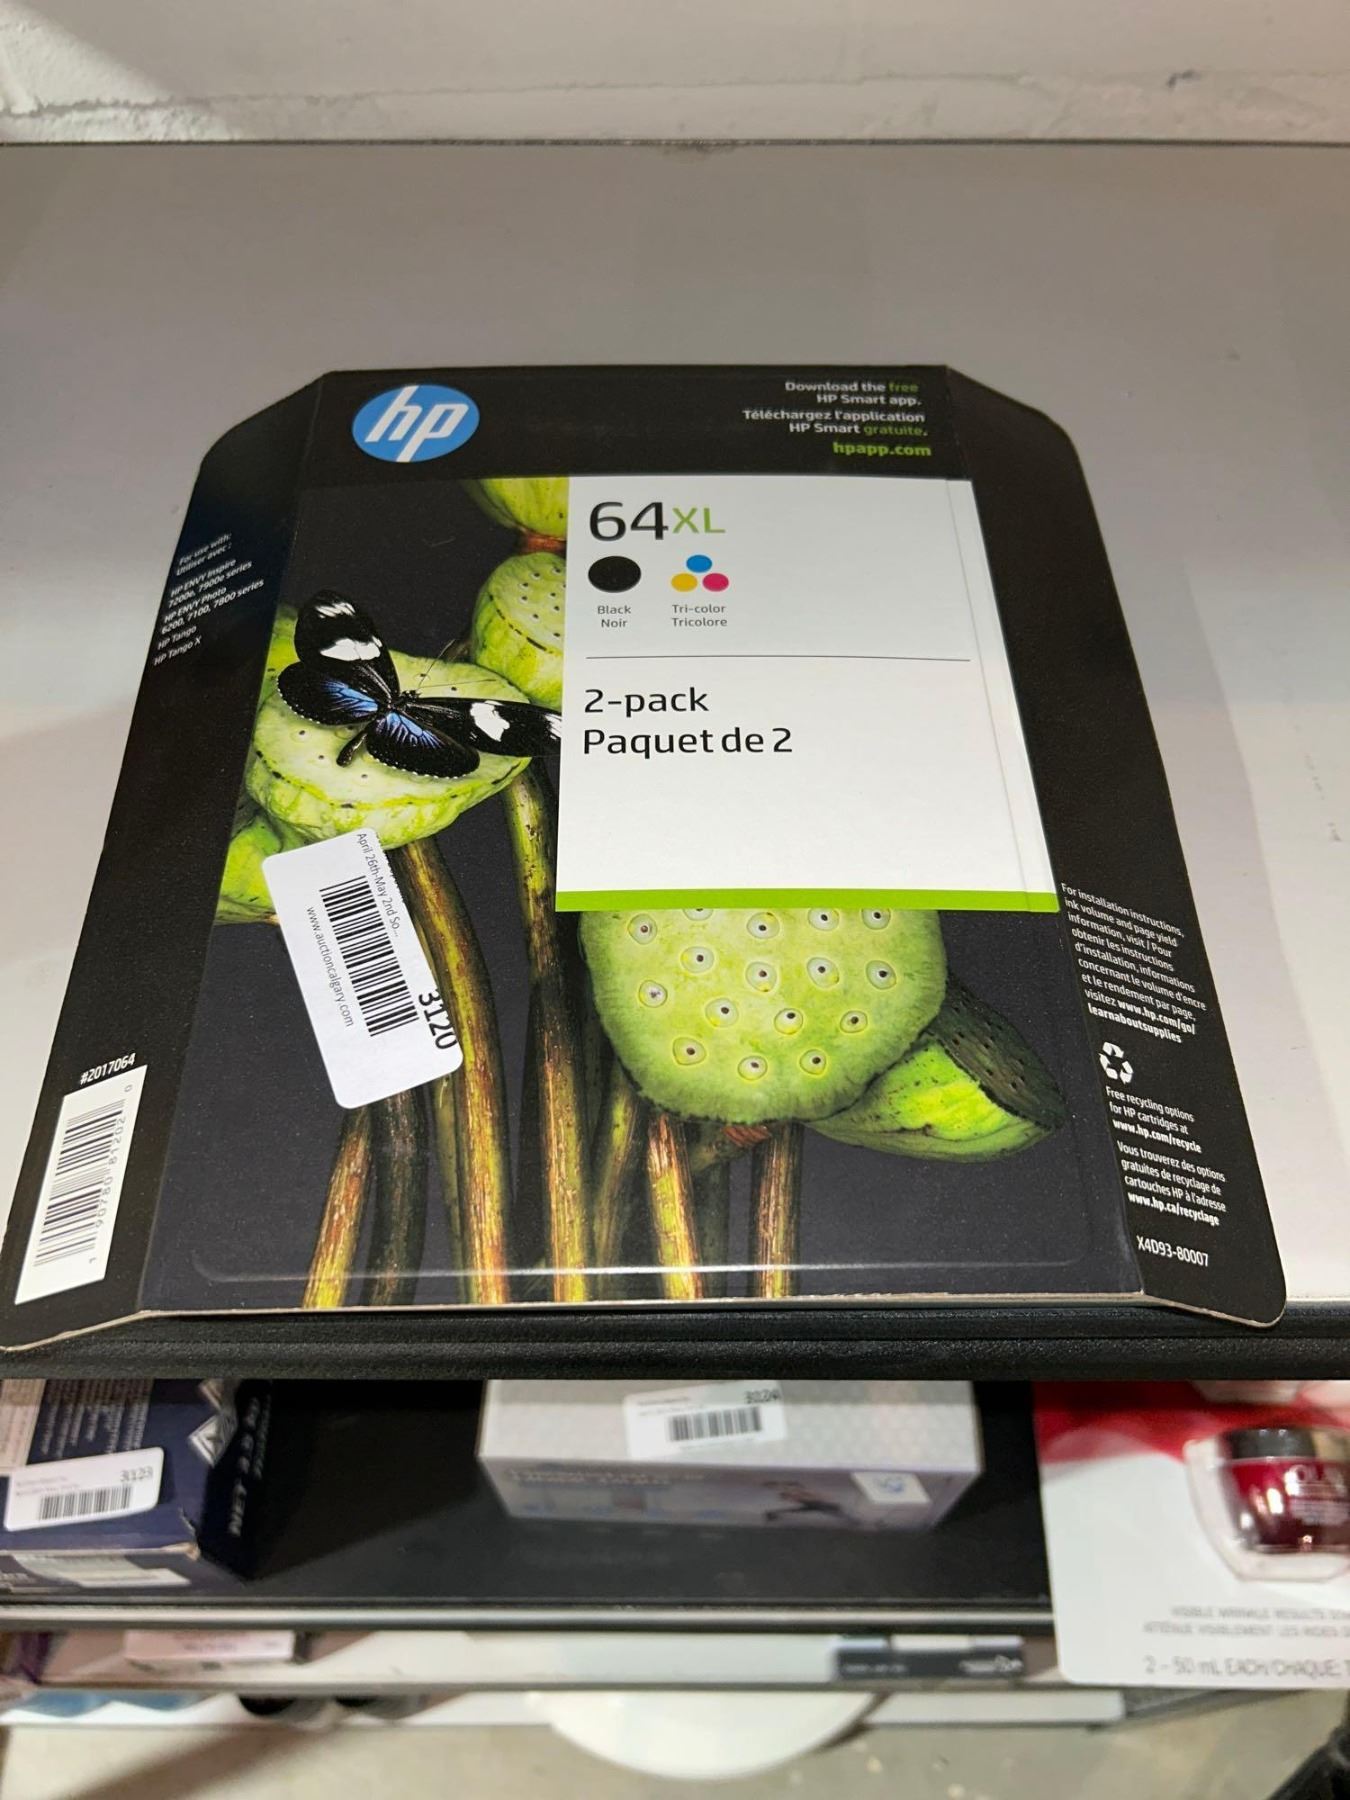 hp
Download the free
HP Smart app.
Téléchargez l'application
HP Smart gratuite.
hpapp.com
64XL
Black
Noir
Tri-color
Tricolore
2-pack
Paquet de 2
For use with:
Utiliser avec :
HP ENVY Inspire
7200e, 7900e series
HP ENVY Photo
6200, 7100, 7800 series
HP Tango
HP Tango X
April 26th-May 2nd So...
www.auctioncalgary.com
3120
#2017064
1 90780 81202 0
For installation instructions,
ink volume and page yield
information, visit / Pour
obtenir les instructions
d'installation, informations
concernant le volume d'encre
et le rendement par page,
visitez www.hp.com/go/
learnaboutsupplies
Free recycling options
for HP cartridges at
www.hp.com/recycle
Vous trouverez des options
gratuites de recyclage de
cartouches HP à l'adresse
www.hp.ca/recyclage
X4D93-80007
3123
3124
OLAY
2 - 50 mL EACH/CHAQUE